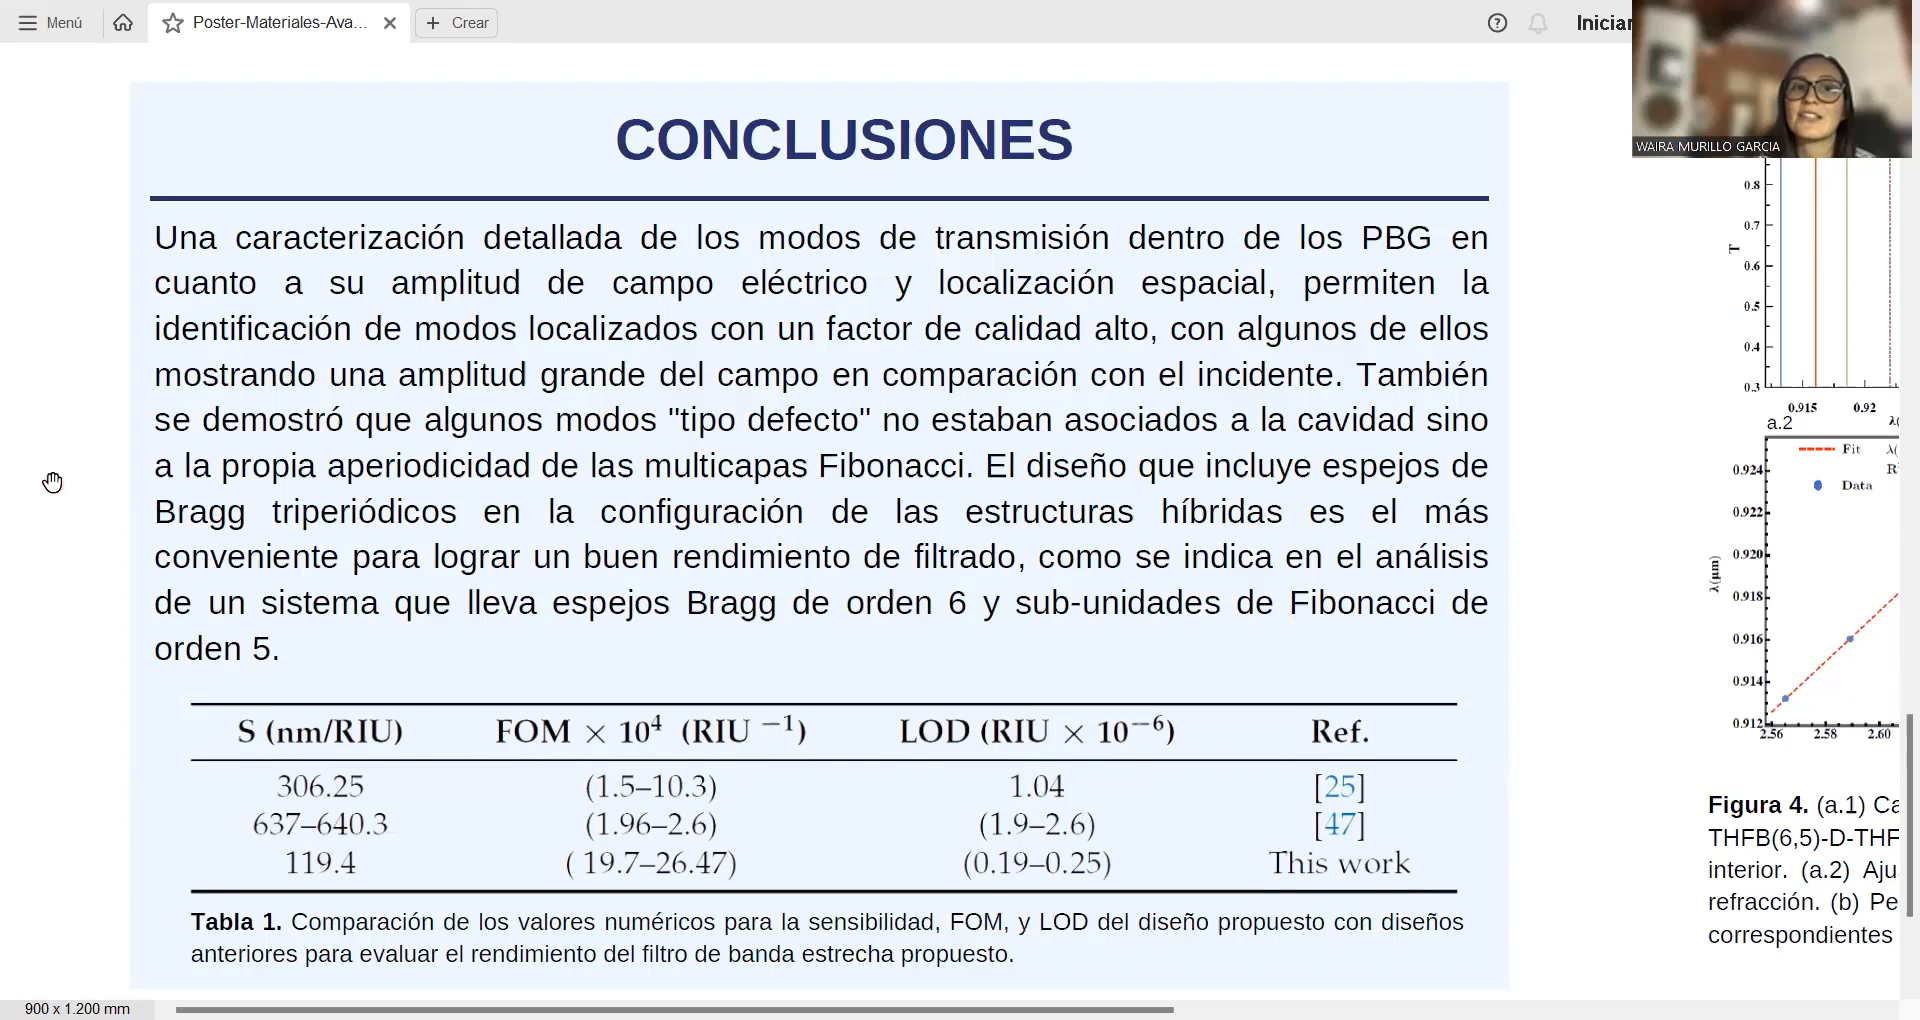 Menú
Poster-Materiales-Ava...
Crear
Iniciar
WAIRA MURILLO GARCIA
CONCLUSIONES
Una caracterización detallada de los modos de transmisión dentro de los PBG en
cuanto a su amplitud de campo eléctrico y localización espacial, permiten la
identificación de modos localizados con un factor de calidad alto, con algunos de ellos
mostrando una amplitud grande del campo en comparación con el incidente. También
se demostró que algunos modos "tipo defecto" no estaban asociados a la cavidad sino
a la propia aperiodicidad de las multicapas Fibonacci. El diseño que incluye espejos de
Bragg triperiódicos en la configuración de las estructuras híbridas es el más
conveniente para lograr un buen rendimiento de filtrado, como se indica en el análisis
de un sistema que lleva espejos Bragg de orden 6 y sub-unidades de Fibonacci de
orden 5.
S (nm/RIU) FOM × 10⁴ (RIU ⁻¹) LOD (RIU × 10⁻⁶) Ref.
306.25 (1.5–10.3) 1.04 [25]
637–640.3 (1.96–2.6) (1.9–2.6) [47]
119.4 ( 19.7–26.47) (0.19–0.25) This work
Tabla 1. Comparación de los valores numéricos para la sensibilidad, FOM, y LOD del diseño propuesto con diseños
anteriores para evaluar el rendimiento del filtro de banda estrecha propuesto.
0.8
0.7
T
0.6
0.5
0.4
0.3
0.915 0.92
a.2
Fit
Data
0.924
0.922
0.920
λ(μm)
0.918
0.916
0.914
0.912
2.56 2.58 2.60
Figura 4. (a.1) Ca
THFB(6,5)-D-THF
interior. (a.2) Aju
refracción. (b) Pe
correspondientes
900 x 1.200 mm